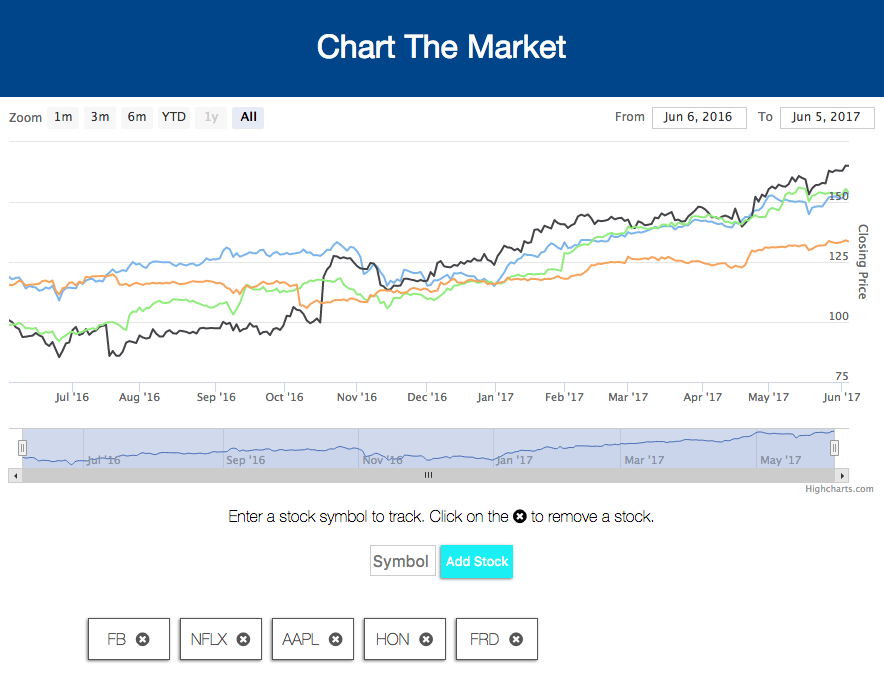 Chart The Market
Zoom 1m 3m 6m YTD 1y All From Jun 6, 2016 To Jun 5, 2017
150
125
100
75
Closing Price
Jul '16 Aug '16 Sep '16 Oct '16 Nov '16 Dec '16 Jan '17 Feb '17 Mar '17 Apr '17 May '17 Jun '17
Jul '16 Sep '16 Nov '16 Jan '17 Mar '17 May '17
Highcharts.com
Enter a stock symbol to track. Click on the to remove a stock.
Symbol Add Stock
FB NFLX AAPL HON FRD